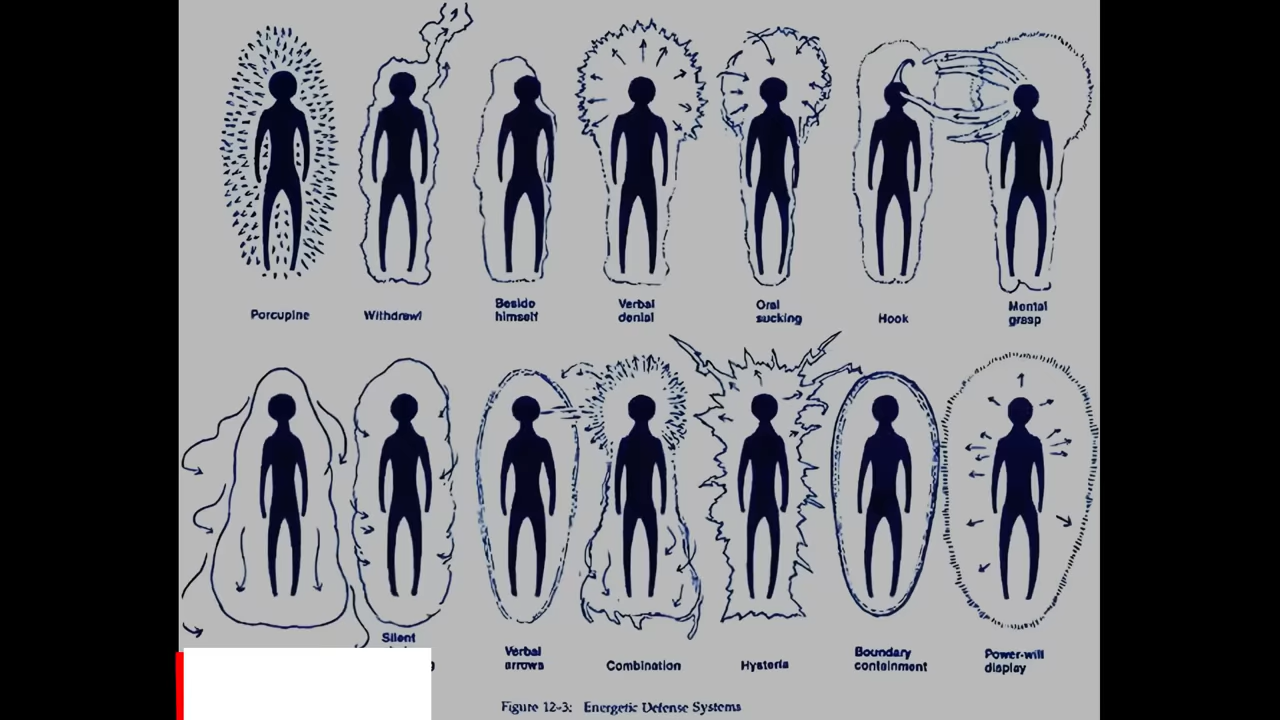 Porcupine
Withdrawl
Beside
himself
Verbal
denial
Oral
sucking
Hook
Mental
grasp
Silent
Verbal
arrows
Combination
Hysteria
Boundary
containment
Power-will
display
Figure 12-3: Energetic Defense Systems